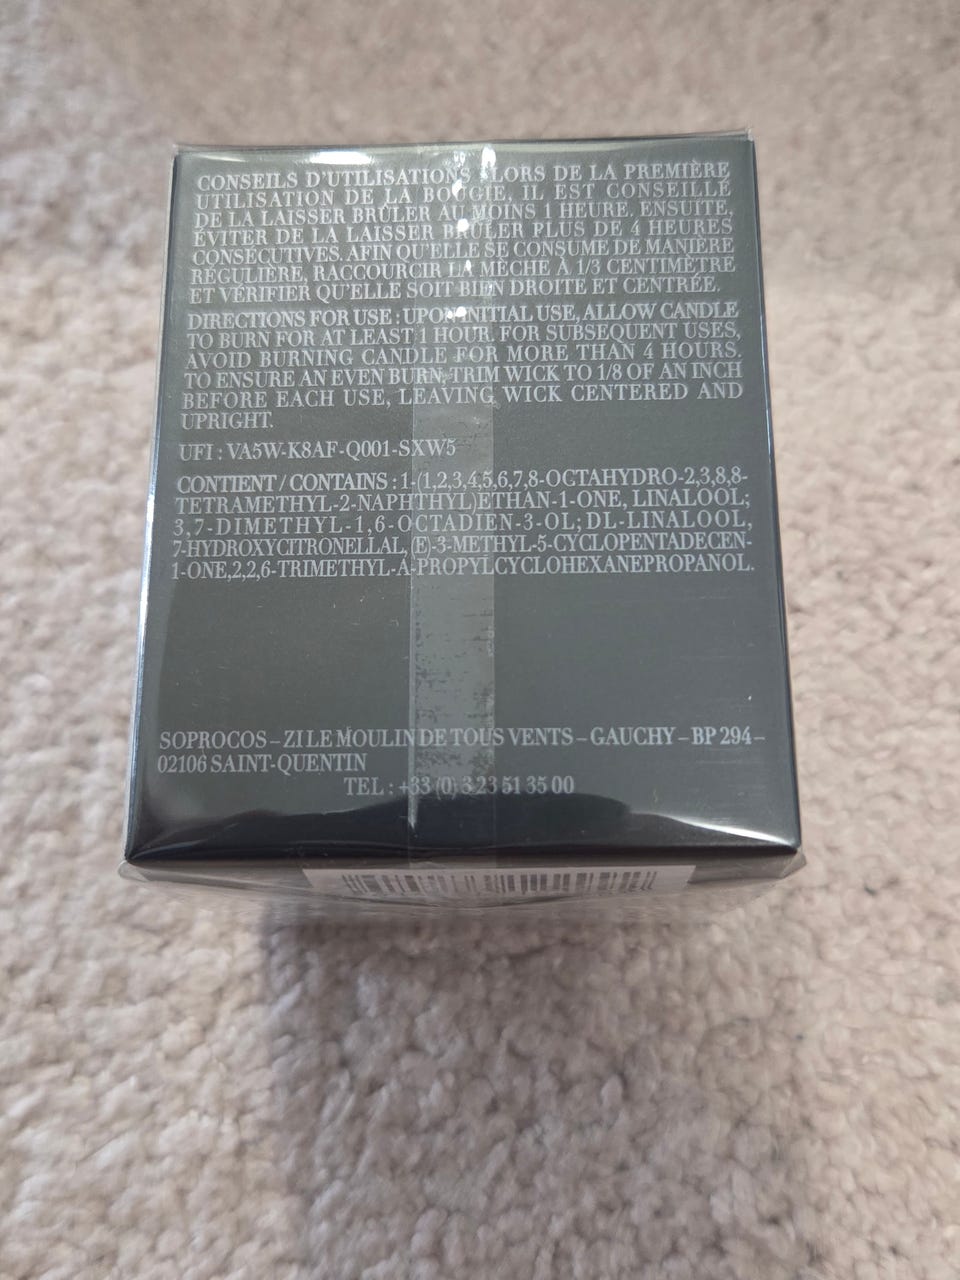 CONSEILS D'UTILISATIONS : LORS DE LA PREMIÈRE
UTILISATION DE LA BOUGIE, IL EST CONSEILLÉ
DE LA LAISSER BRÛLER AU MOINS 1 HEURE. ENSUITE,
ÉVITER DE LA LAISSER BRÛLER PLUS DE 4 HEURES
CONSÉCUTIVES. AFIN QU'ELLE SE CONSUME DE MANIÈRE
RÉGULIÈRE, RACCOURCIR LA MÈCHE À 1/3 CENTIMÈTRE
ET VÉRIFIER QU'ELLE SOIT BIEN DROITE ET CENTRÉE.
DIRECTIONS FOR USE : UPON INITIAL USE, ALLOW CANDLE
TO BURN FOR AT LEAST 1 HOUR. FOR SUBSEQUENT USES,
AVOID BURNING CANDLE FOR MORE THAN 4 HOURS.
TO ENSURE AN EVEN BURN TRIM WICK TO 1/8 OF AN INCH
BEFORE EACH USE, LEAVING WICK CENTERED AND
UPRIGHT.
UFI : VA5W-K8AF-Q001-SXW5
CONTIENT / CONTAINS : 1-(1,2,3,4,5,6,7,8-OCTAHYDRO-2,3,8,8-
TETRAMETHYL-2-NAPHTHYL)ETHAN-1-ONE, LINALOOL;
3,7-DIMETHYL-1,6-OCTADIEN-3-OL; DL-LINALOOL,
7-HYDROXYCITRONELLAL, (E)-3-METHYL-5-CYCLOPENTADECEN-
1-ONE,2,2,6-TRIMETHYL-A-PROPYLCYCLOHEXANEPROPANOL.
SOPROCOS – ZI LE MOULIN DE TOUS VENTS – GAUCHY – BP 294 –
02106 SAINT-QUENTIN
TEL : +33 (0) 3 23 51 35 00